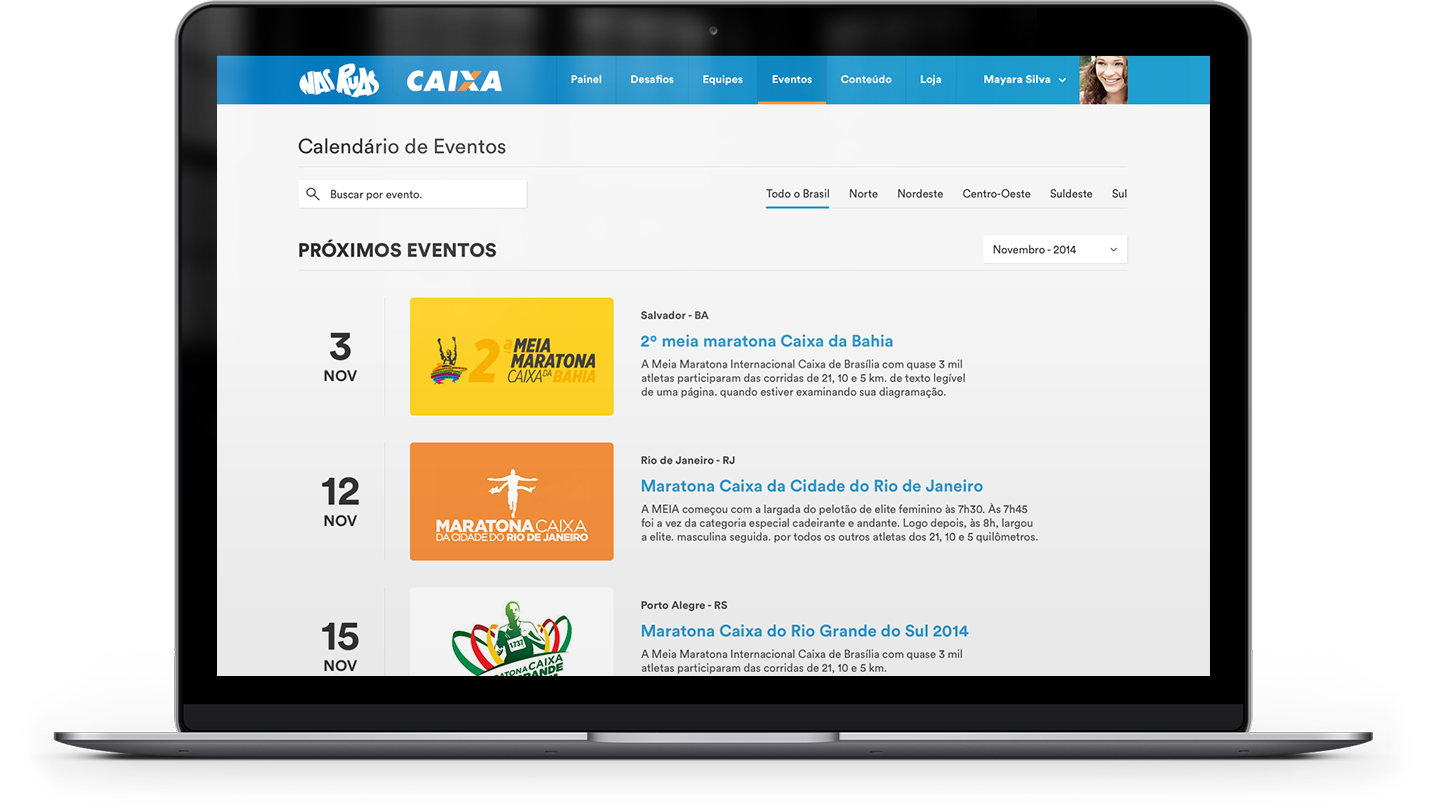 NAS RUAS CAIXA Painel Desafios Equipes Eventos Conteúdo Loja Mayara Silva
Calendário de Eventos
Buscar por evento.
Todo o Brasil Norte Nordeste Centro-Oeste Suldeste Sul
PRÓXIMOS EVENTOS
Novembro - 2014
3
NOV
2ª MEIA
MARATONA
CAIXA DA BAHIA
Salvador - BA
2º meia maratona Caixa da Bahia
A Meia Maratona Internacional Caixa de Brasília com quase 3 mil
atletas participaram das corridas de 21, 10 e 5 km. de texto legível
de uma página. quando estiver examinando sua diagramação.
12
NOV
MARATONA CAIXA
DA CIDADE DO RIO DE JANEIRO
Rio de Janeiro - RJ
Maratona Caixa da Cidade do Rio de Janeiro
A MEIA começou com a largada do pelotão de elite feminino às 7h30. Às 7h45
foi a vez da categoria especial cadeirante e andante. Logo depois, às 8h, largou
a elite. masculina seguida. por todos os outros atletas dos 21, 10 e 5 quilômetros.
15
NOV
1737
Porto Alegre - RS
Maratona Caixa do Rio Grande do Sul 2014
A Meia Maratona Internacional Caixa de Brasília com quase 3 mil
atletas participaram das corridas de 21, 10 e 5 km.